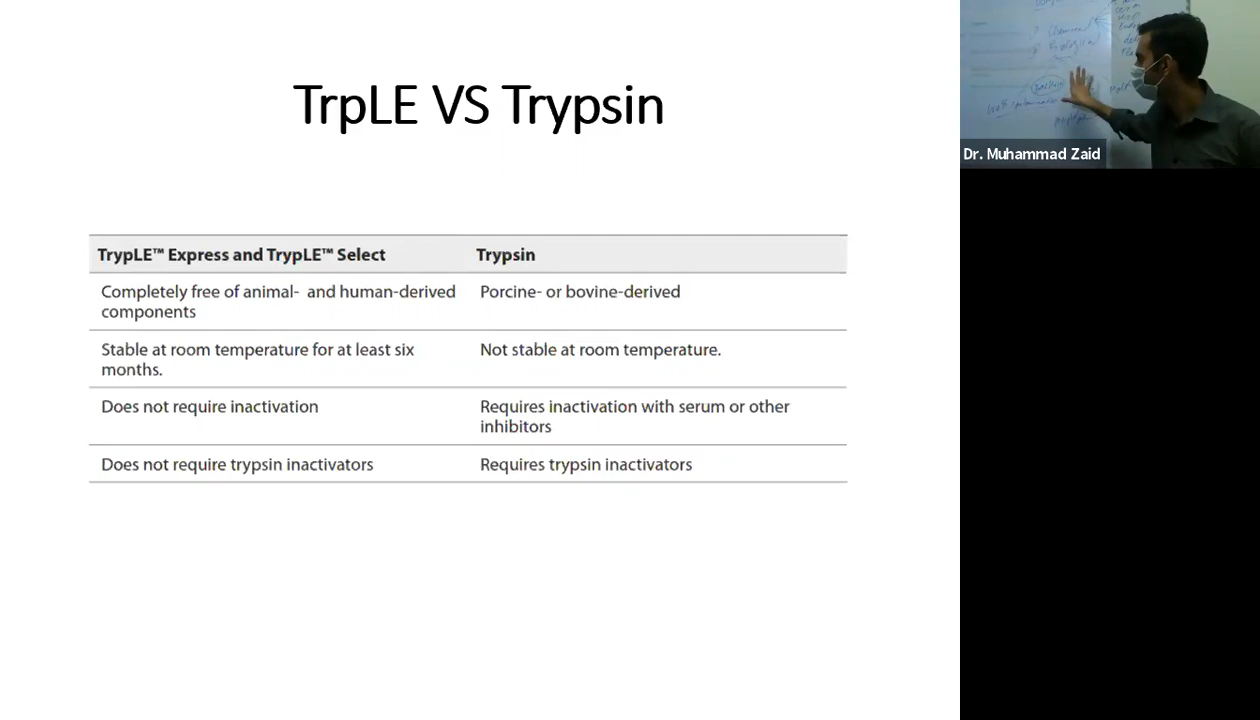 TrpLE VS Trypsin
TrypLE™ Express and TrypLE™ Select
Trypsin
Completely free of animal- and human-derived
components
Porcine- or bovine-derived
Stable at room temperature for at least six
months.
Not stable at room temperature.
Does not require inactivation
Requires inactivation with serum or other
inhibitors
Does not require trypsin inactivators
Requires trypsin inactivators
Chemical
Biological
Dr. Muhammad Zaid